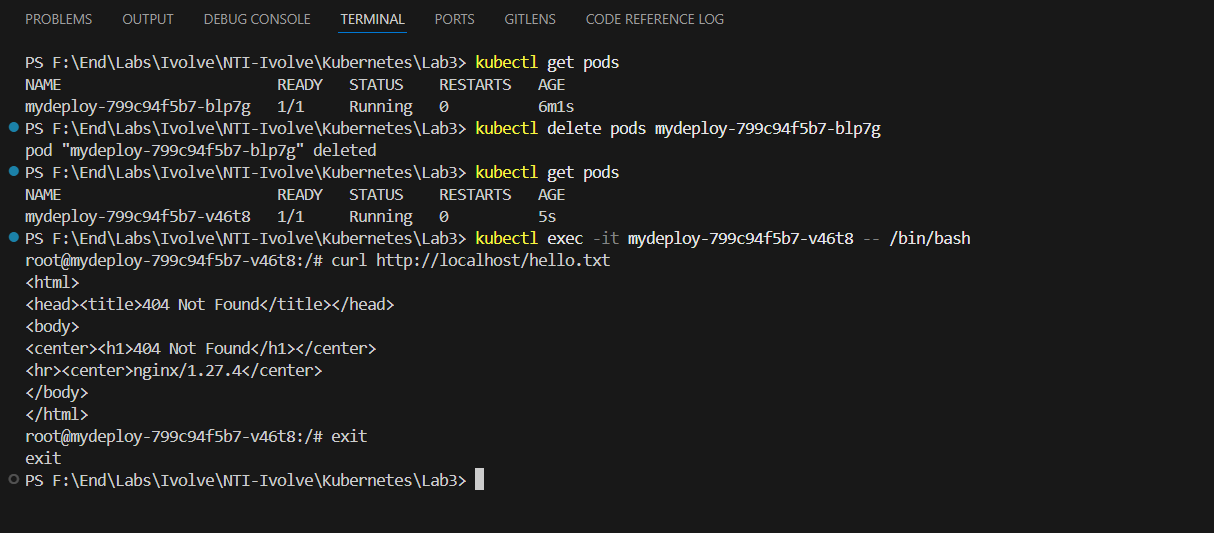 PROBLEMS OUTPUT DEBUG CONSOLE TERMINAL PORTS GITLENS CODE REFERENCE LOG
PS F:\End\Labs\Ivolve\NTI-Ivolve\Kubernetes\Lab3> kubectl get pods
NAME READY STATUS RESTARTS AGE
mydeploy-799c94f5b7-blp7g 1/1 Running 0 6m1s
PS F:\End\Labs\Ivolve\NTI-Ivolve\Kubernetes\Lab3> kubectl delete pods mydeploy-799c94f5b7-blp7g
pod "mydeploy-799c94f5b7-blp7g" deleted
PS F:\End\Labs\Ivolve\NTI-Ivolve\Kubernetes\Lab3> kubectl get pods
NAME READY STATUS RESTARTS AGE
mydeploy-799c94f5b7-v46t8 1/1 Running 0 5s
PS F:\End\Labs\Ivolve\NTI-Ivolve\Kubernetes\Lab3> kubectl exec -it mydeploy-799c94f5b7-v46t8 -- /bin/bash
root@mydeploy-799c94f5b7-v46t8:/# curl http://localhost/hello.txt
<html>
<head><title>404 Not Found</title></head>
<body>
<center><h1>404 Not Found</h1></center>
<hr><center>nginx/1.27.4</center>
</body>
</html>
root@mydeploy-799c94f5b7-v46t8:/# exit
exit
PS F:\End\Labs\Ivolve\NTI-Ivolve\Kubernetes\Lab3>